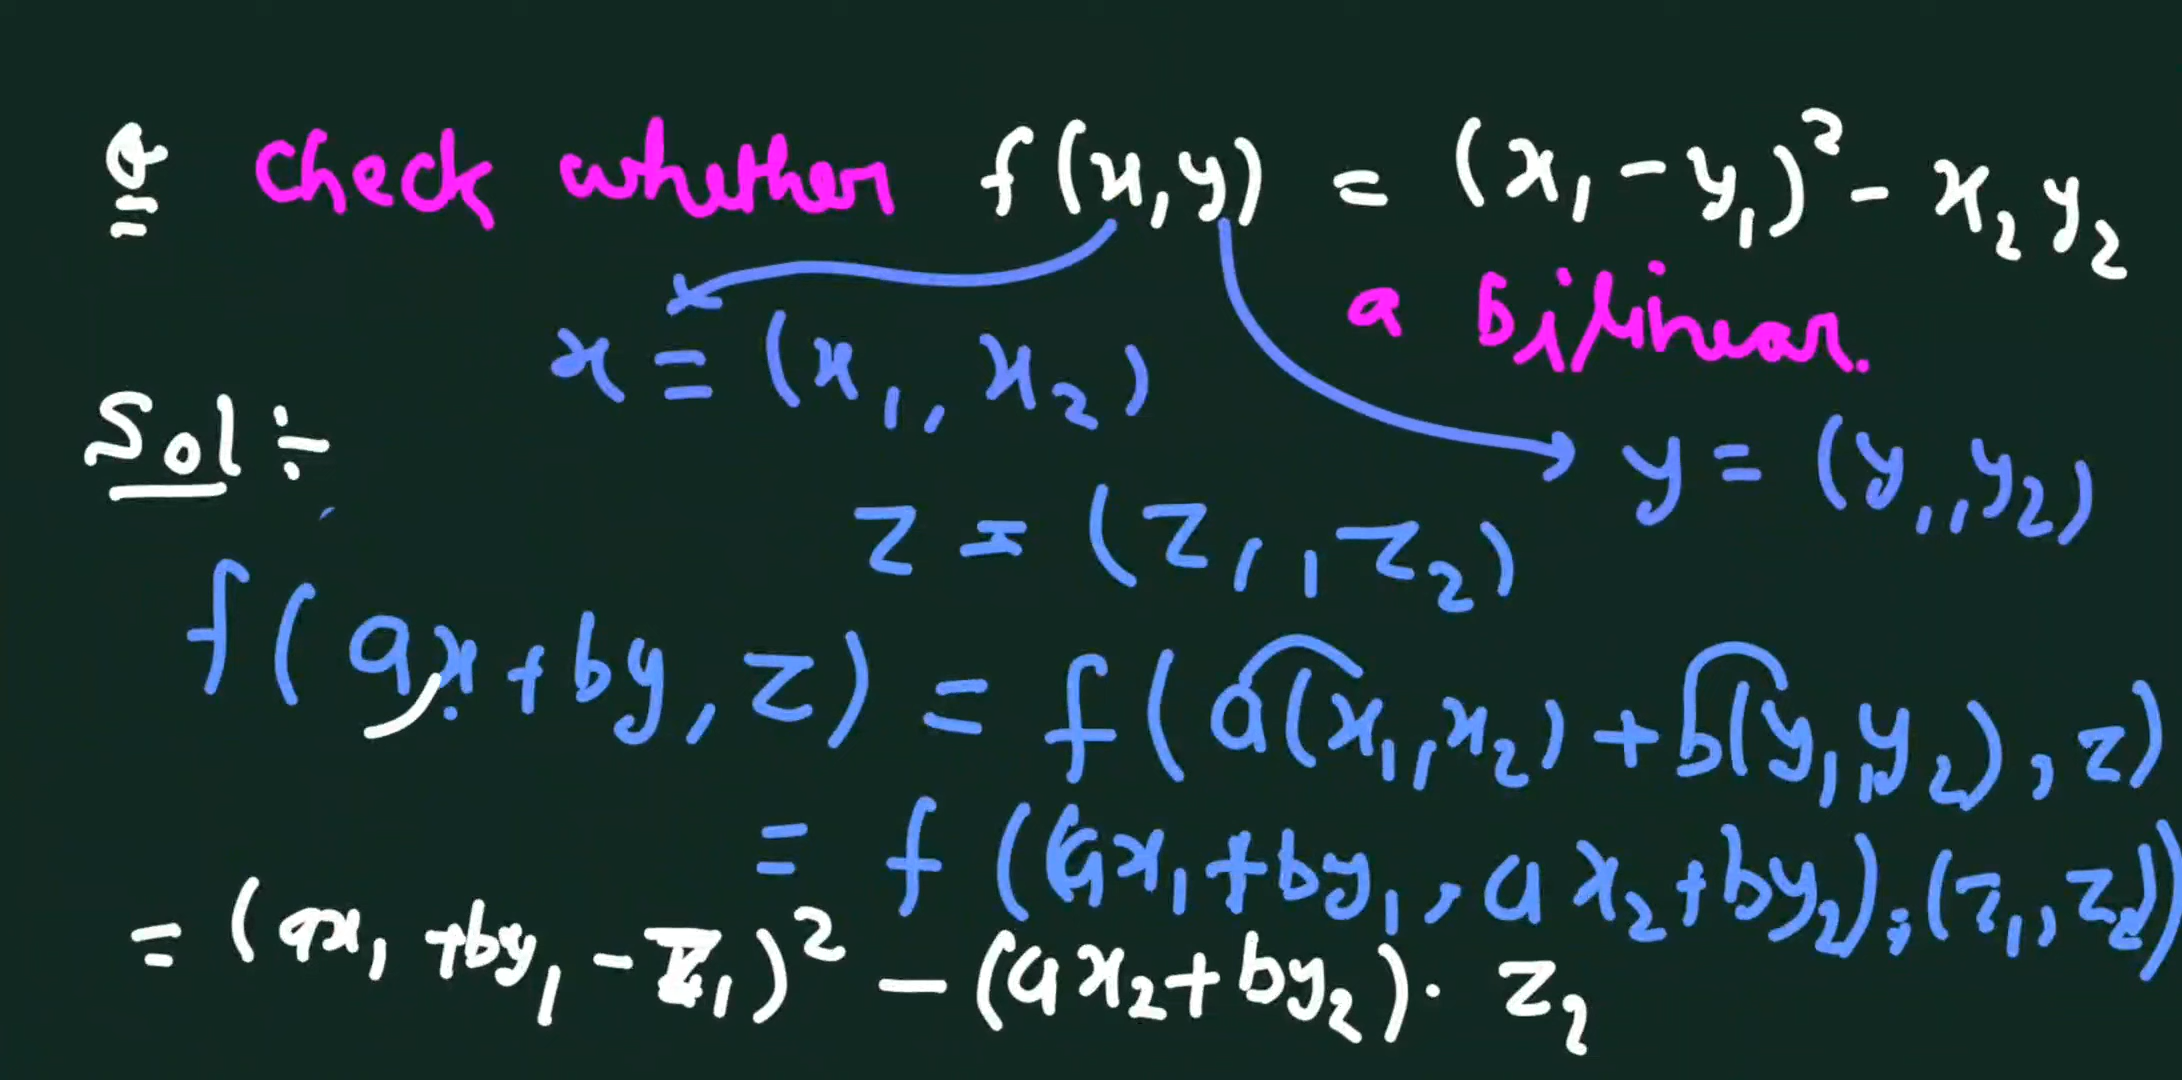 Q Check whether f(x,y) = (x₁-y₁)² - x₂y₂
a bilinear.
x = (x₁, x₂)
Sol ÷
y = (y₁, y₂)
z = (z₁, z₂)
f(ax+by, z) = f(a(x₁,x₂)+b(y₁,y₂), z)
= f((ax₁+by₁, ax₂+by₂), (z₁, z₂))
= (ax₁+by₁-z₁)² - (ax₂+by₂)· z₂